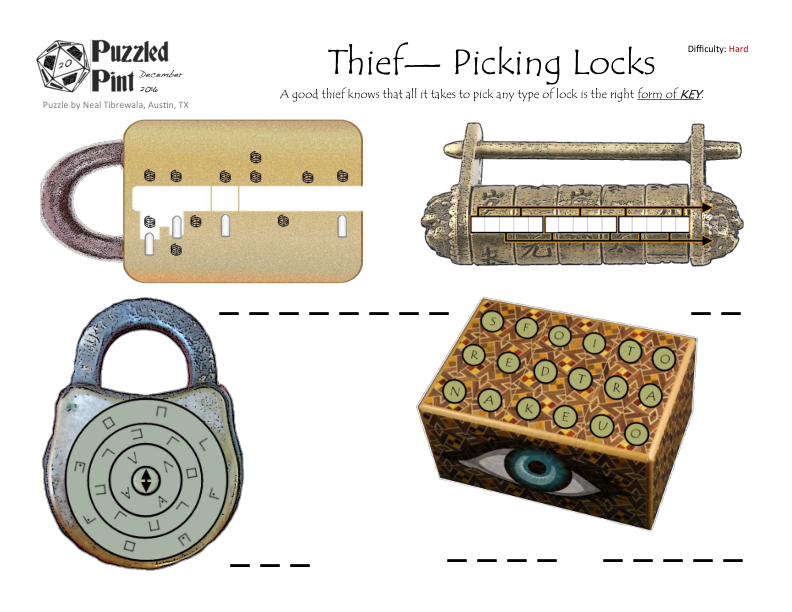 20
Puzzled
Pint
December
2016
Puzzle by Neal Tibrewala, Austin, TX
Thief— Picking Locks
Difficulty: Hard
A good thief knows that all it takes to pick any type of lock is the right form of KEY.
S F O I T O
R E D T R A
N A K E U O